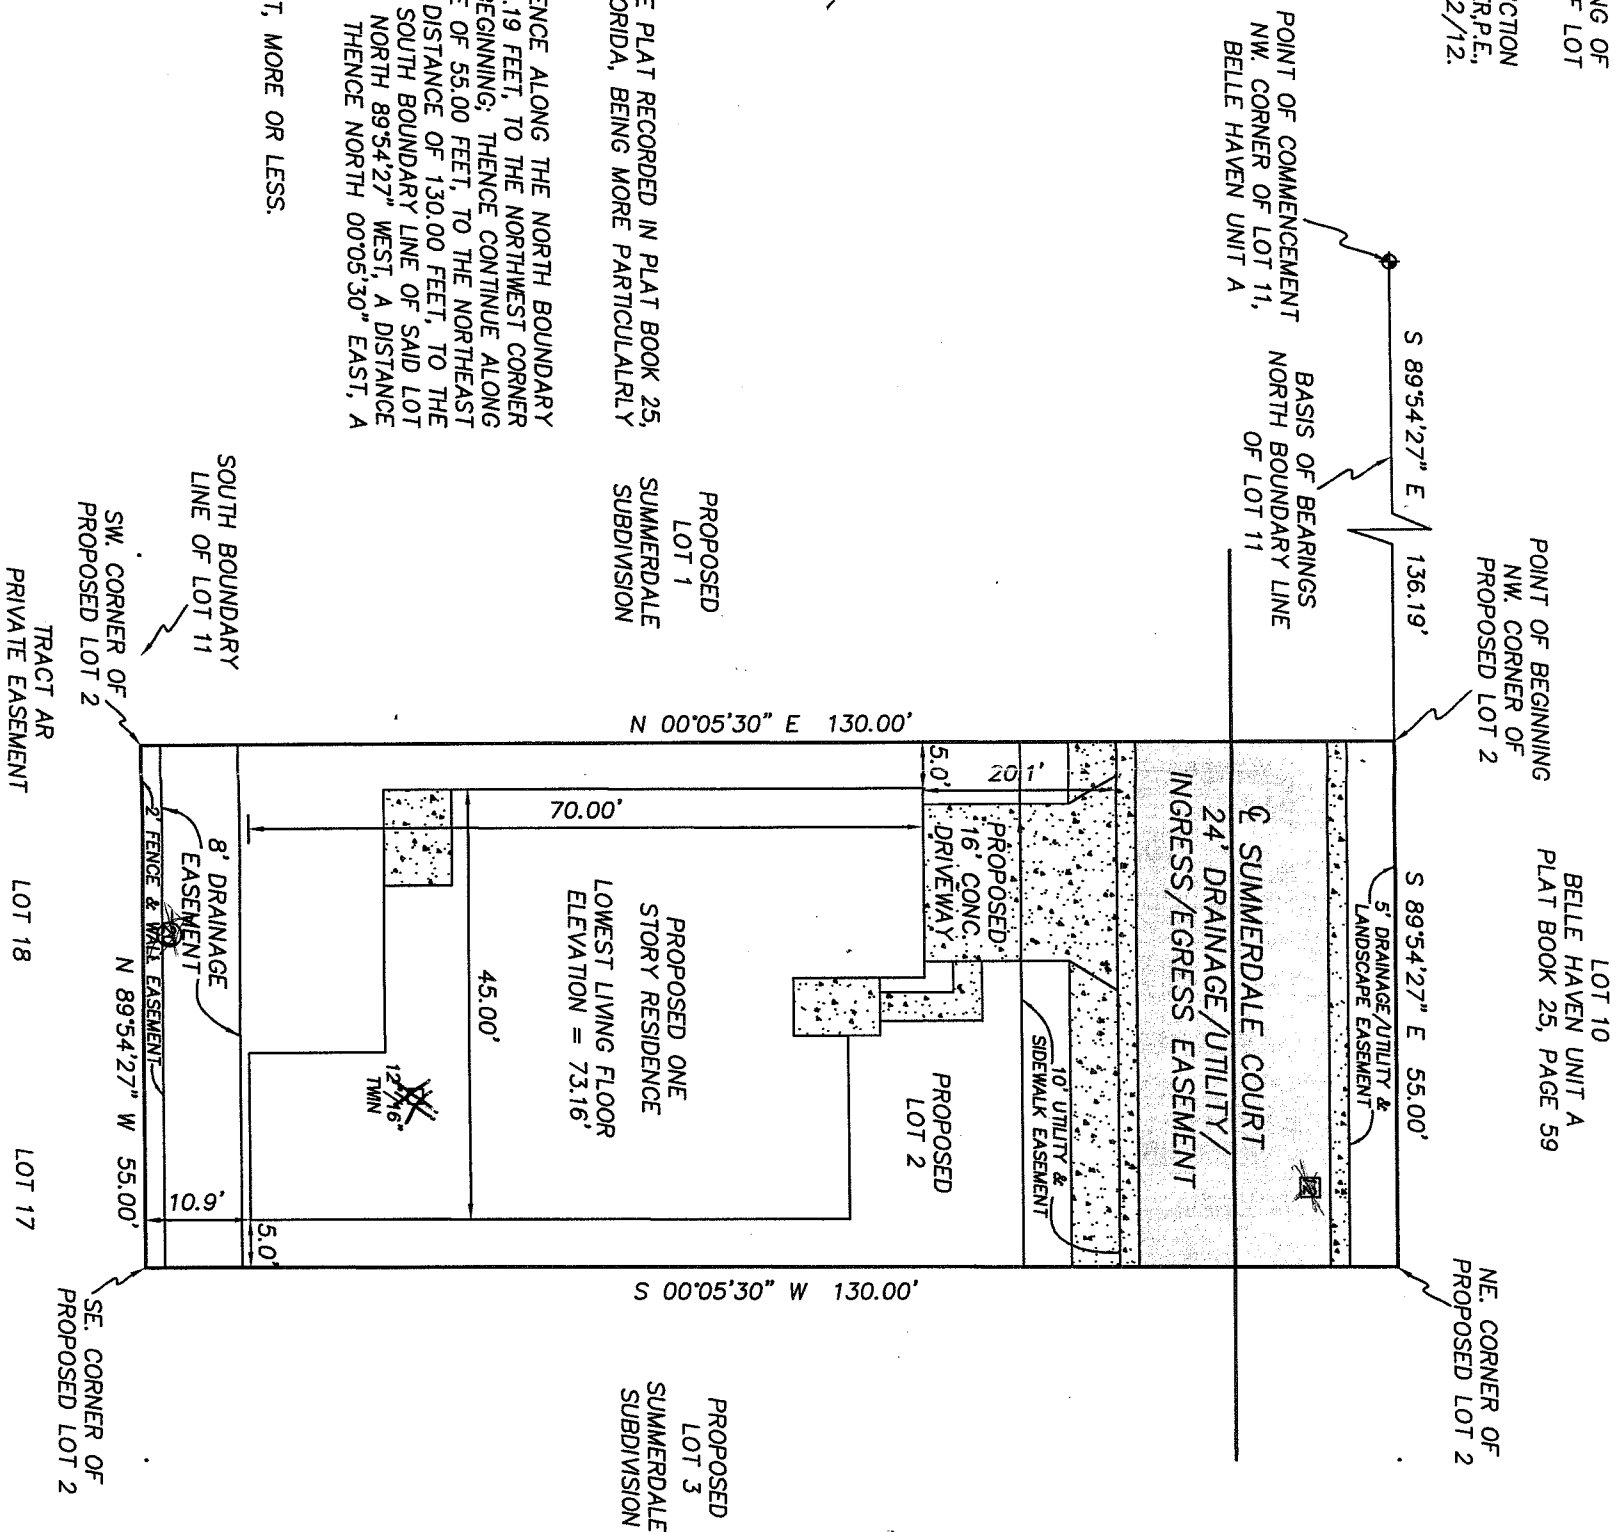 NG OF
F LOT
CTION
R,P.E.,
2/12.
POINT OF COMMENCEMENT
NW. CORNER OF LOT 11,
BELLE HAVEN UNIT A
S 89°54'27" E 136.19'
BASIS OF BEARINGS
NORTH BOUNDARY LINE
OF LOT 11
POINT OF BEGINNING
NW. CORNER OF
PROPOSED LOT 2
LOT 10
BELLE HAVEN UNIT A
PLAT BOOK 25, PAGE 59
S 89°54'27" E 55.00'
5' DRAINAGE/UTILITY &
LANDSCAPE EASEMENT
NE. CORNER OF
PROPOSED LOT 2
℄ SUMMERDALE COURT
24' DRAINAGE/UTILITY/
INGRESS/EGRESS EASEMENT
E PLAT RECORDED IN PLAT BOOK 25,
ORIDA, BEING MORE PARTICULALRLY
ENCE ALONG THE NORTH BOUNDARY
.19 FEET, TO THE NORTHWEST CORNER
EGINNING; THENCE CONTINUE ALONG
E OF 55.00 FEET, TO THE NORTHEAST
DISTANCE OF 130.00 FEET, TO THE
SOUTH BOUNDARY LINE OF SAID LOT
NORTH 89°54'27" WEST, A DISTANCE
THENCE NORTH 00°05'30" EAST, A
T, MORE OR LESS.
PROPOSED
LOT 1
SUMMERDALE
SUBDIVISION
N 00°05'30" E 130.00'
5.0'
20.1'
PROPOSED
16' CONC.
DRIVEWAY
10' UTILITY &
SIDEWALK EASEMENT
PROPOSED
LOT 2
70.00'
PROPOSED ONE
STORY RESIDENCE
LOWEST LIVING FLOOR
ELEVATION = 73.16'
45.00'
12"/16"
TWIN
S 00°05'30" W 130.00'
PROPOSED
LOT 3
SUMMERDALE
SUBDIVISION
8' DRAINAGE
EASEMENT
2' FENCE & WALL EASEMENT
10.9'
5.0'
N 89°54'27" W 55.00'
SOUTH BOUNDARY
LINE OF LOT 11
SW. CORNER OF
PROPOSED LOT 2
SE. CORNER OF
PROPOSED LOT 2
TRACT AR
PRIVATE EASEMENT
LOT 18
LOT 17